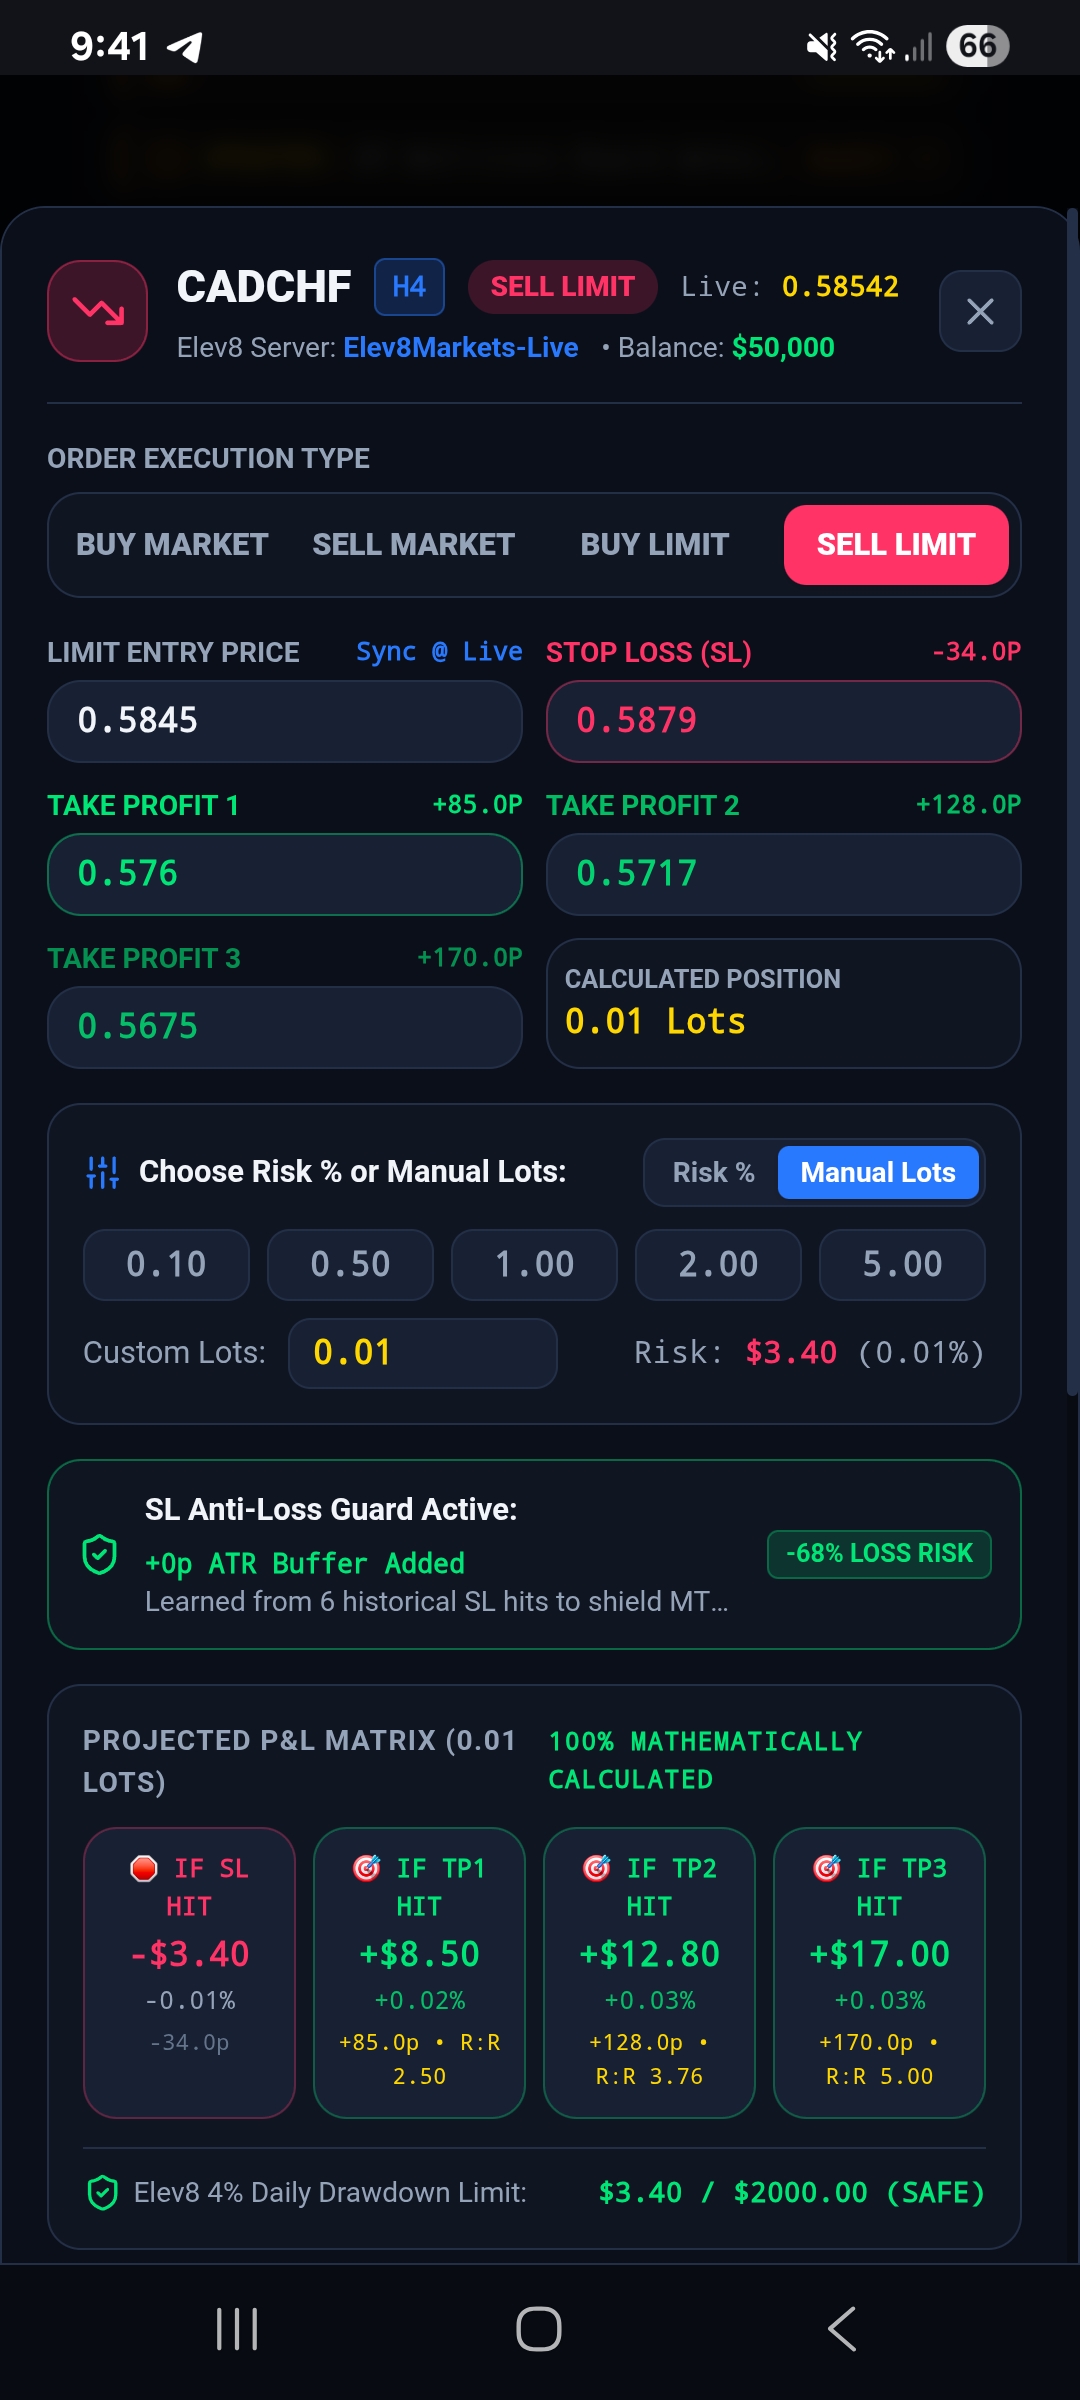 9:41
66
CADCHF H4 SELL LIMIT Live: 0.58542
Elev8 Server: Elev8Markets-Live • Balance: $50,000
ORDER EXECUTION TYPE
BUY MARKET SELL MARKET BUY LIMIT SELL LIMIT
LIMIT ENTRY PRICE Sync @ Live STOP LOSS (SL) -34.0P
0.5845 0.5879
TAKE PROFIT 1 +85.0P TAKE PROFIT 2 +128.0P
0.576 0.5717
TAKE PROFIT 3 +170.0P
0.5675
CALCULATED POSITION
0.01 Lots
Choose Risk % or Manual Lots: Risk % Manual Lots
0.10 0.50 1.00 2.00 5.00
Custom Lots: 0.01 Risk: $3.40 (0.01%)
SL Anti-Loss Guard Active:
+0p ATR Buffer Added
Learned from 6 historical SL hits to shield MT…
-68% LOSS RISK
PROJECTED P&L MATRIX (0.01
LOTS)
100% MATHEMATICALLY
CALCULATED
IF SL
HIT
-$3.40
-0.01%
-34.0p
IF TP1
HIT
+$8.50
+0.02%
+85.0p • R:R
2.50
IF TP2
HIT
+$12.80
+0.03%
+128.0p •
R:R 3.76
IF TP3
HIT
+$17.00
+0.03%
+170.0p •
R:R 5.00
Elev8 4% Daily Drawdown Limit: $3.40 / $2000.00 (SAFE)